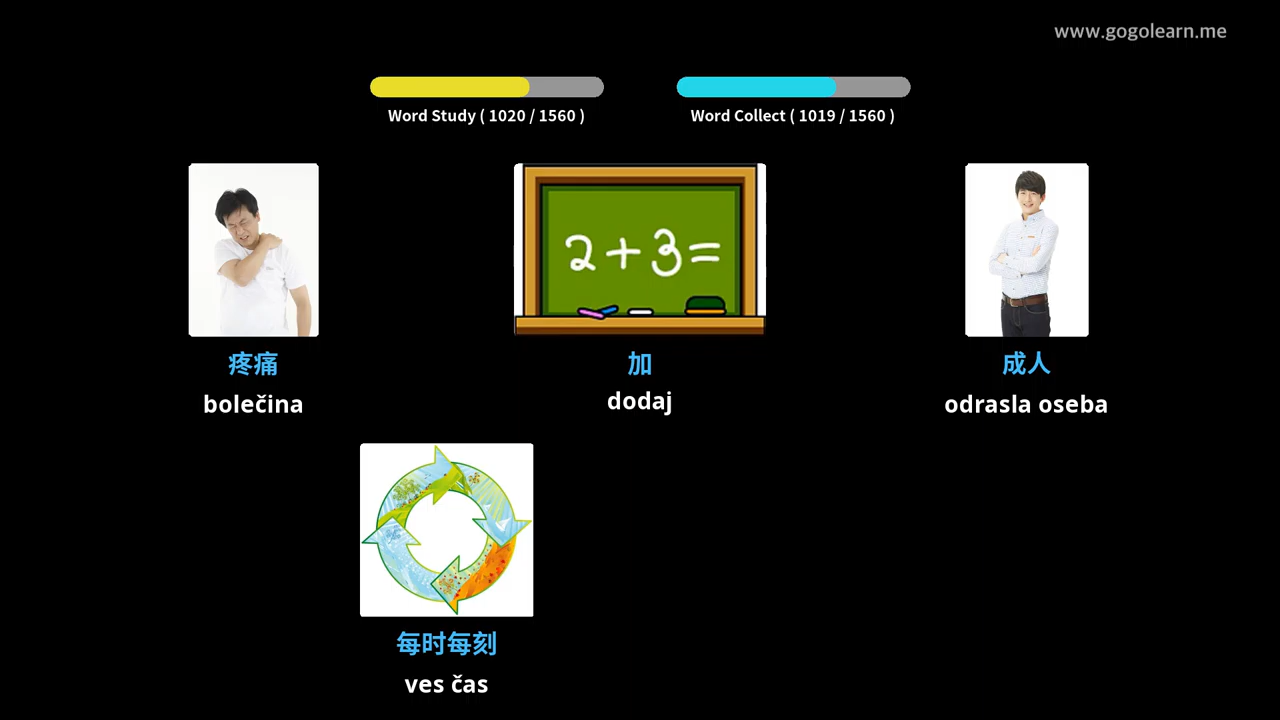 www.gogolearn.me
Word Study ( 1020 / 1560 )
Word Collect ( 1019 / 1560 )
2+3=
疼痛
加
成人
bolečina
dodaj
odrasla oseba
每时每刻
ves čas